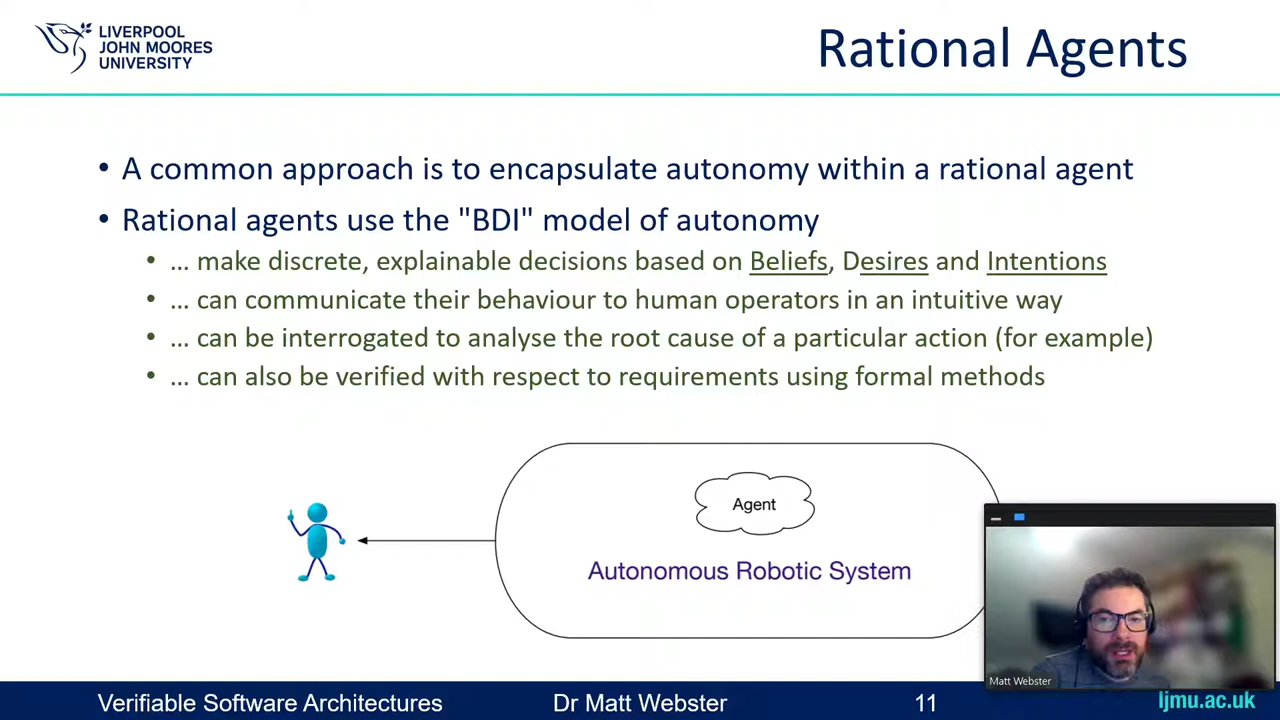 LIVERPOOL
JOHN MOORES
UNIVERSITY
Rational Agents
• A common approach is to encapsulate autonomy within a rational agent
• Rational agents use the "BDI" model of autonomy
• ... make discrete, explainable decisions based on Beliefs, Desires and Intentions
• ... can communicate their behaviour to human operators in an intuitive way
• ... can be interrogated to analyse the root cause of a particular action (for example)
• ... can also be verified with respect to requirements using formal methods
Agent
Autonomous Robotic System
Matt Webster
Verifiable Software Architectures Dr Matt Webster 11 ljmu.ac.uk